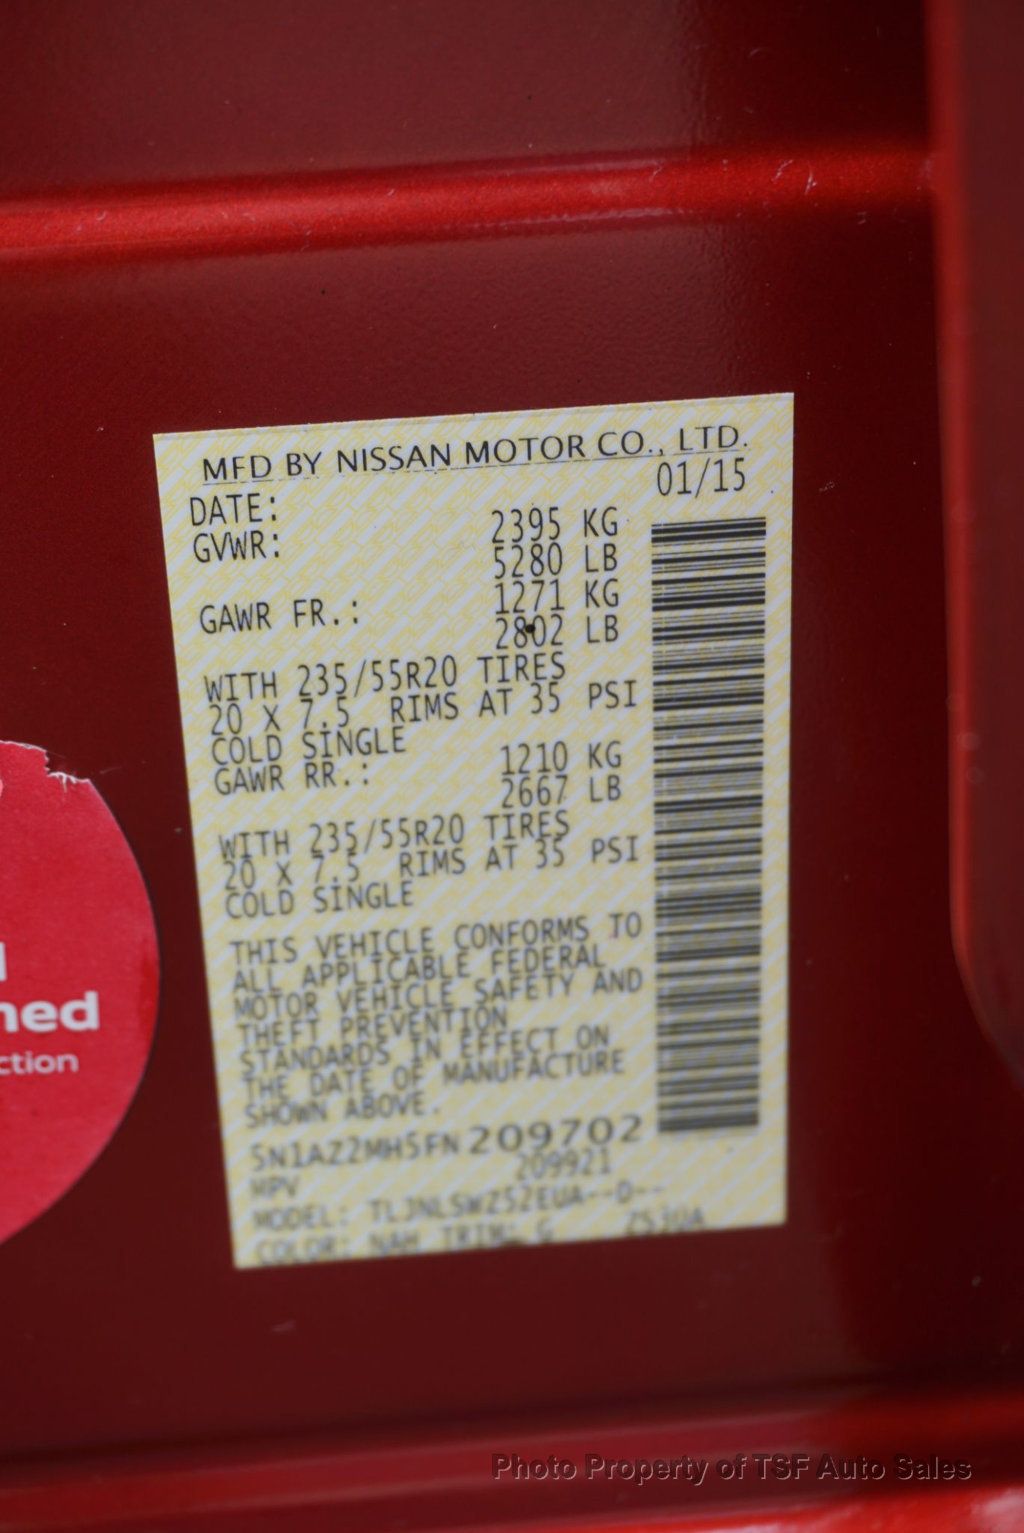 MFD BY NISSAN MOTOR CO., LTD.
01/15
DATE:
GVWR: 2395 KG
5280 LB
GAWR FR.: 1271 KG
2802 LB
WITH 235/55R20 TIRES
20 X 7.5 RIMS AT 35 PSI
COLD SINGLE
GAWR RR.: 1210 KG
2667 LB
WITH 235/55R20 TIRES
20 X 7.5 RIMS AT 35 PSI
COLD SINGLE
THIS VEHICLE CONFORMS TO
ALL APPLICABLE FEDERAL
MOTOR VEHICLE SAFETY AND
THEFT PREVENTION
STANDARDS IN EFFECT ON
THE DATE OF MANUFACTURE
SHOWN ABOVE.
5N1AZ2MH5FN209702
209921
MPV
MODEL: TLJNLSWZ52EUA--D--
COLOR: NAH TRIM: G
ned
ction
Photo Property of TSF Auto Sales